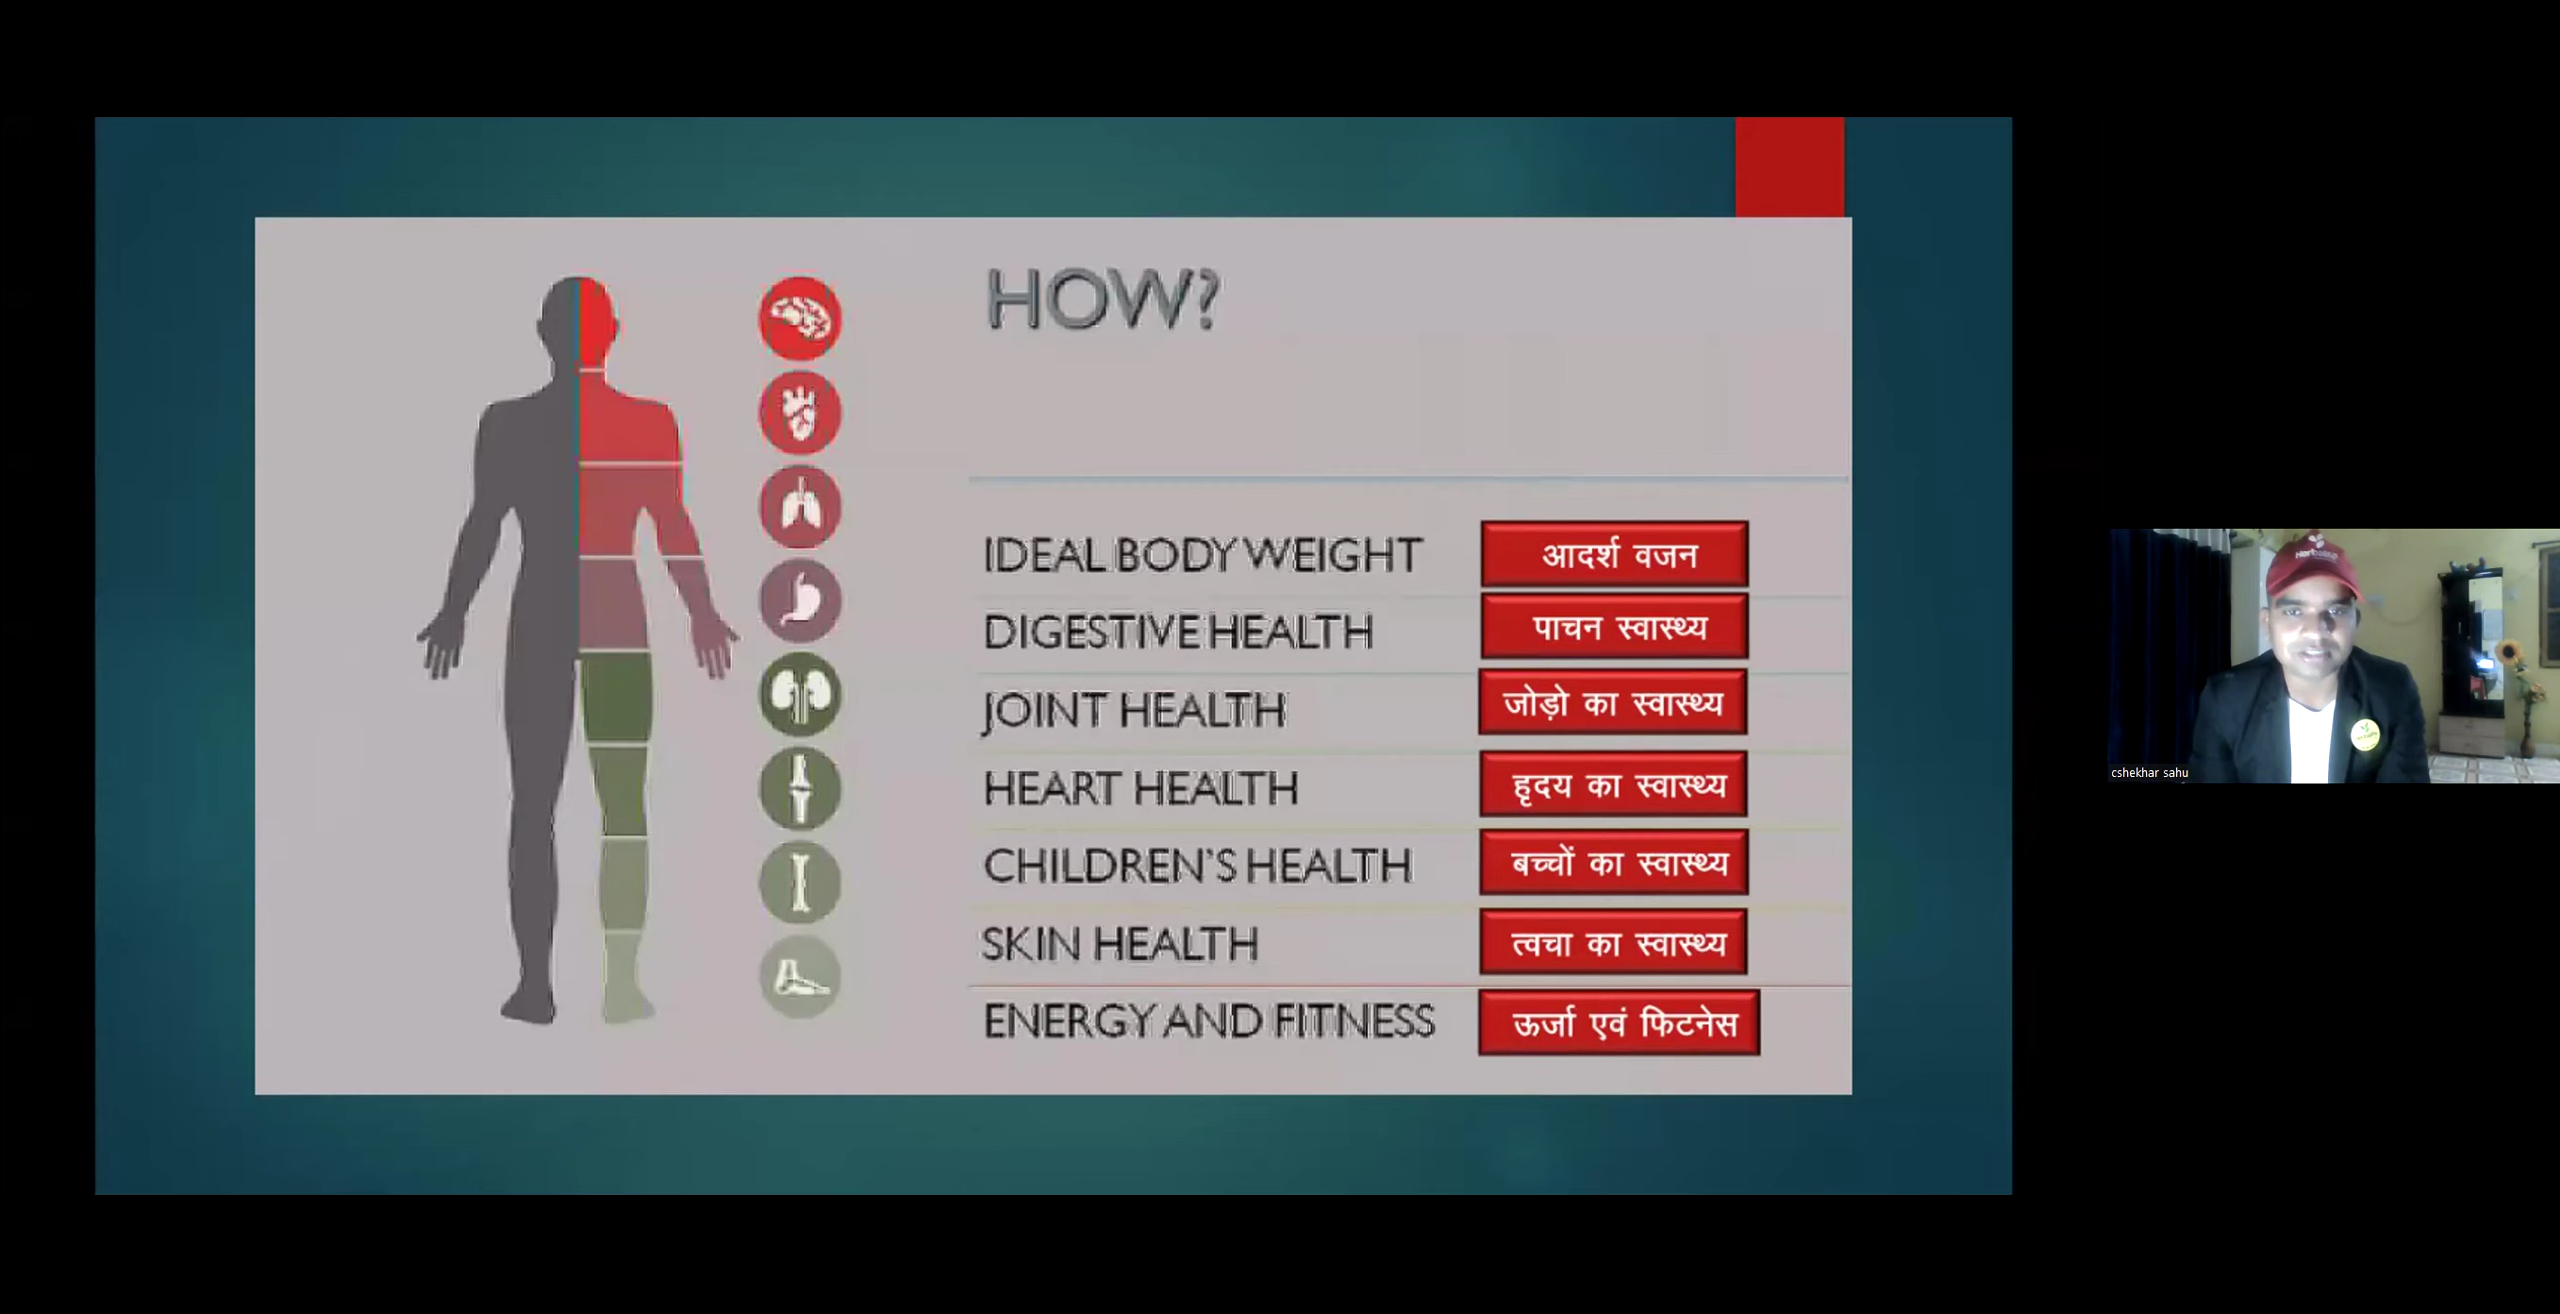 HOW?
IDEAL BODY WEIGHT आदर्श वजन
DIGESTIVE HEALTH पाचन स्वास्थ्य
JOINT HEALTH जोड़ो का स्वास्थ्य
HEART HEALTH हृदय का स्वास्थ्य
CHILDREN'S HEALTH बच्चों का स्वास्थ्य
SKIN HEALTH त्वचा का स्वास्थ्य
ENERGY AND FITNESS ऊर्जा एवं फिटनेस
cshekhar sahu